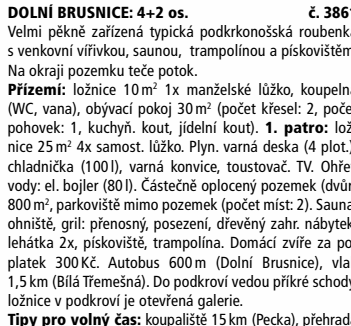 DOLNÍ BRUSNICE: 4+2 os. č. 3861
Velmi pěkně zařízená typická podkrkonošská roubenka
s venkovní vířivkou, saunou, trampolínou a pískovištěm.
Na okraji pozemku teče potok.
Přízemí: ložnice 10 m² 1x manželské lůžko, koupelna
(WC, vana), obývací pokoj 30 m² (počet křesel: 2, počet
pohovek: 1, kuchyň. kout, jídelní kout). 1. patro: lož-
nice 25 m² 4x samost. lůžko. Plyn. varná deska (4 plot.),
chladnička (100 l), varná konvice, toustovač. TV. Ohřev
vody: el. bojler (80 l). Částečně oplocený pozemek (dvůr)
800 m², parkoviště mimo pozemek (počet míst: 2). Sauna,
ohniště, gril: přenosný, posezení, dřevěný zahr. nábytek,
lehátka 2x, pískoviště, trampolína. Domácí zvíře za po-
platek 300 Kč. Autobus 600 m (Dolní Brusnice), vlak
1,5 km (Bílá Třemešná). Do podkroví vedou příkré schody,
ložnice v podkroví je otevřená galerie.
Tipy pro volný čas: koupaliště 15 km (Pecka), přehrada